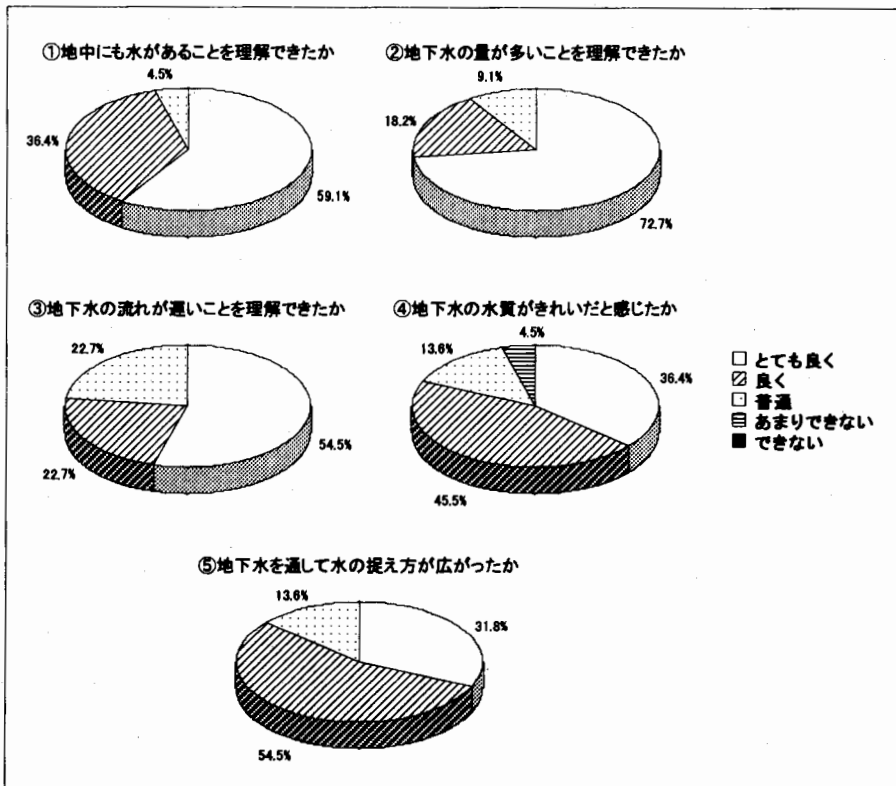 ①地中にも水があることを理解できたか
4.5%
36.4%
59.1%
②地下水の量が多いことを理解できたか
9.1%
18.2%
72.7%
③地下水の流れが遅いことを理解できたか
22.7%
54.5%
22.7%
④地下水の水質がきれいだと感じたか
4.5%
13.6%
36.4%
45.5%
とても良く
良く
普通
あまりできない
できない
⑤地下水を通して水の捉え方が広がったか
13.6%
31.8%
54.5%